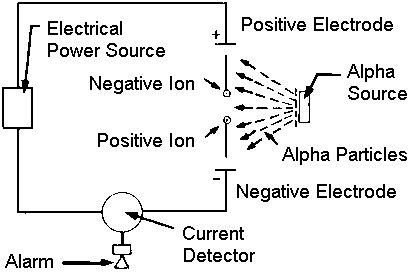 Electrical
Power Source
Positive Electrode
+
Negative Ion
Alpha
Source
Positive Ion
Alpha Particles
-
Negative Electrode
Current
Detector
Alarm